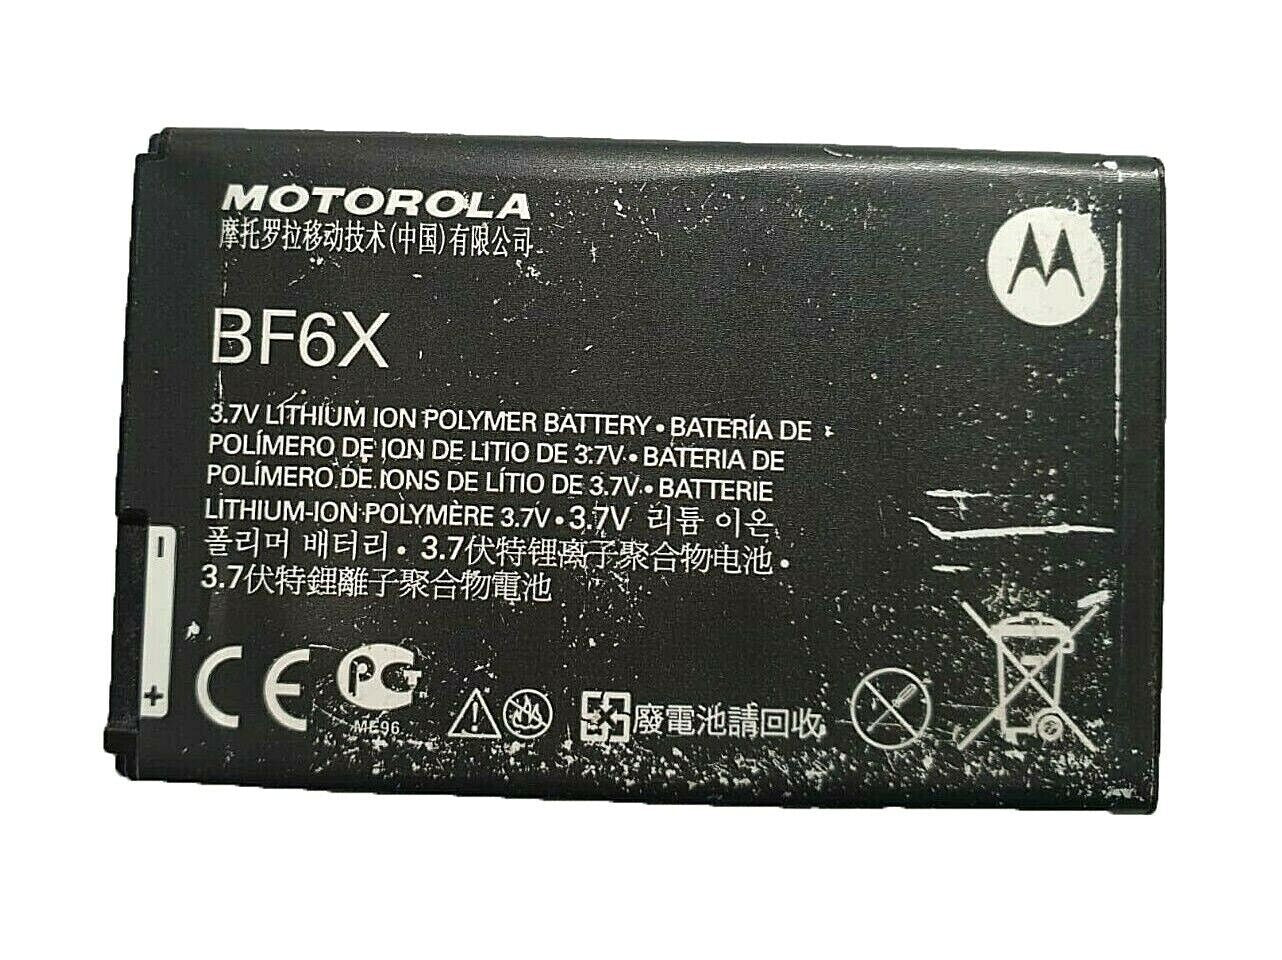 MOTOROLA
摩托罗拉移动技术(中国)有限公司
BF6X
3.7V LITHIUM ION POLYMER BATTERY • BATERÍA DE
POLÍMERO DE ION DE LITIO DE 3.7V • BATERIA DE
POLÍMERO DE IONS DE LÍTIO DE 3.7V • BATTERIE
LITHIUM-ION POLYMÈRE 3.7V • 3.7V 리튬 이온
폴리머 배터리 • 3.7伏特锂离子聚合物电池 •
3.7伏特鋰離子聚合物電池
− +
CE PG ME96 廢電池請回收